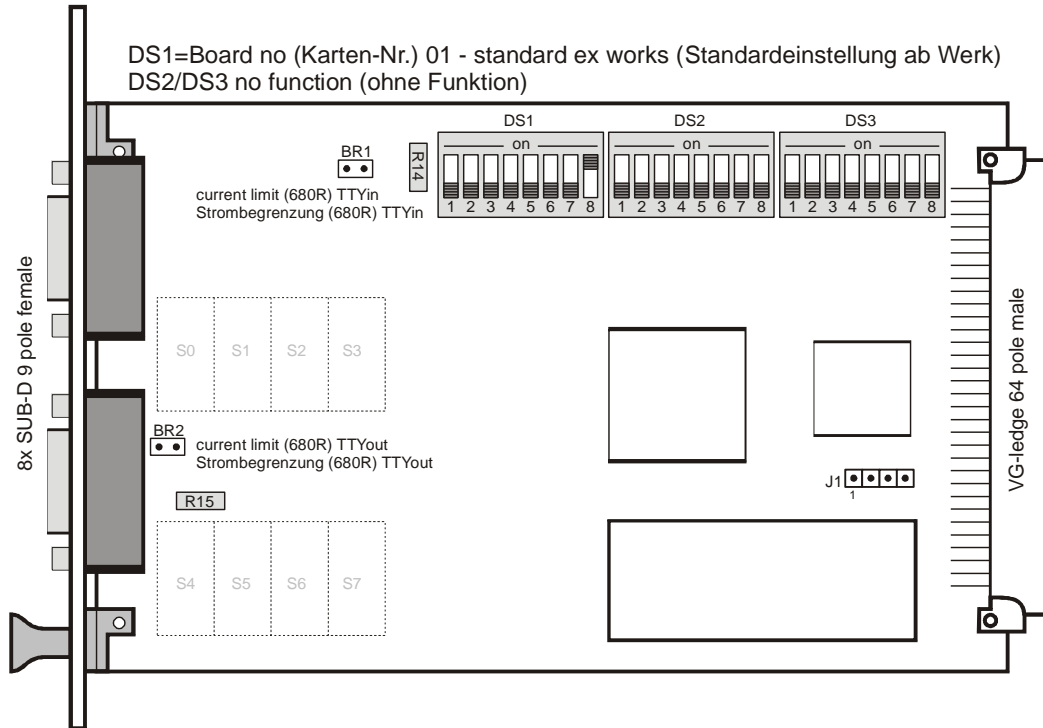 DS1=Board no (Karten-Nr.) 01 - standard ex works (Standardeinstellung ab Werk)
DS2/DS3 no function (ohne Funktion)
DS1
DS2
DS3
on
on
on
1 2 3 4 5 6 7 8
1 2 3 4 5 6 7 8
1 2 3 4 5 6 7 8
BR1
R14
current limit (680R) TTYin
Strombegrenzung (680R) TTYin
8x SUB-D 9 pole female
S0 S1 S2 S3
BR2
current limit (680R) TTYout
Strombegrenzung (680R) TTYout
R15
S4 S5 S6 S7
J1
1
VG-ledge 64 pole male